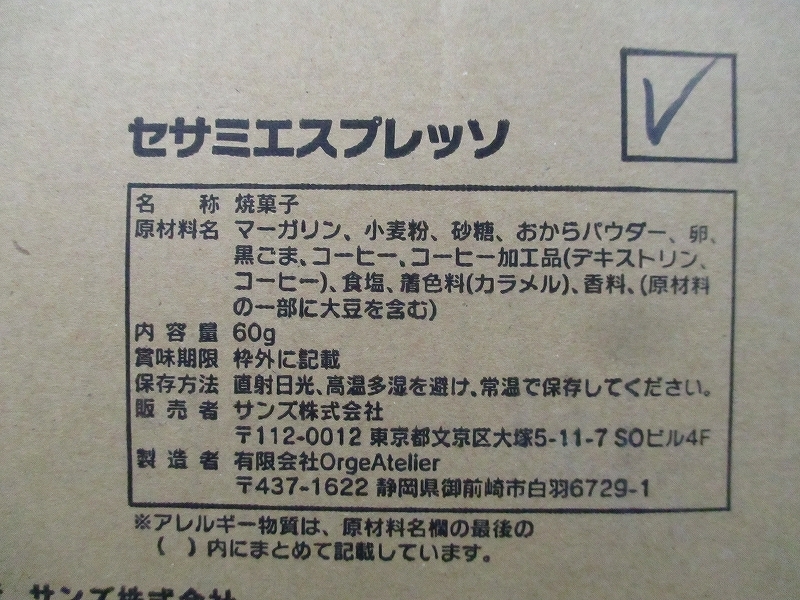 セサミエスプレッソ
名称 焼菓子
原材料名 マーガリン、小麦粉、砂糖、おからパウダー、卵、
黒ごま、コーヒー、コーヒー加工品(デキストリン、
コーヒー)、食塩、着色料(カラメル)、香料、(原材料
の一部に大豆を含む)
内容量 60g
賞味期限 枠外に記載
保存方法 直射日光、高温多湿を避け、常温で保存してください。
販売者 サンズ株式会社
〒112-0012 東京都文京区大塚5-11-7 SOビル4F
製造者 有限会社OrgeAtelier
〒437-1622 静岡県御前崎市白羽6729-1
※アレルギー物質は、原材料名欄の最後の
( )内にまとめて記載しています。
サンズ株式会社